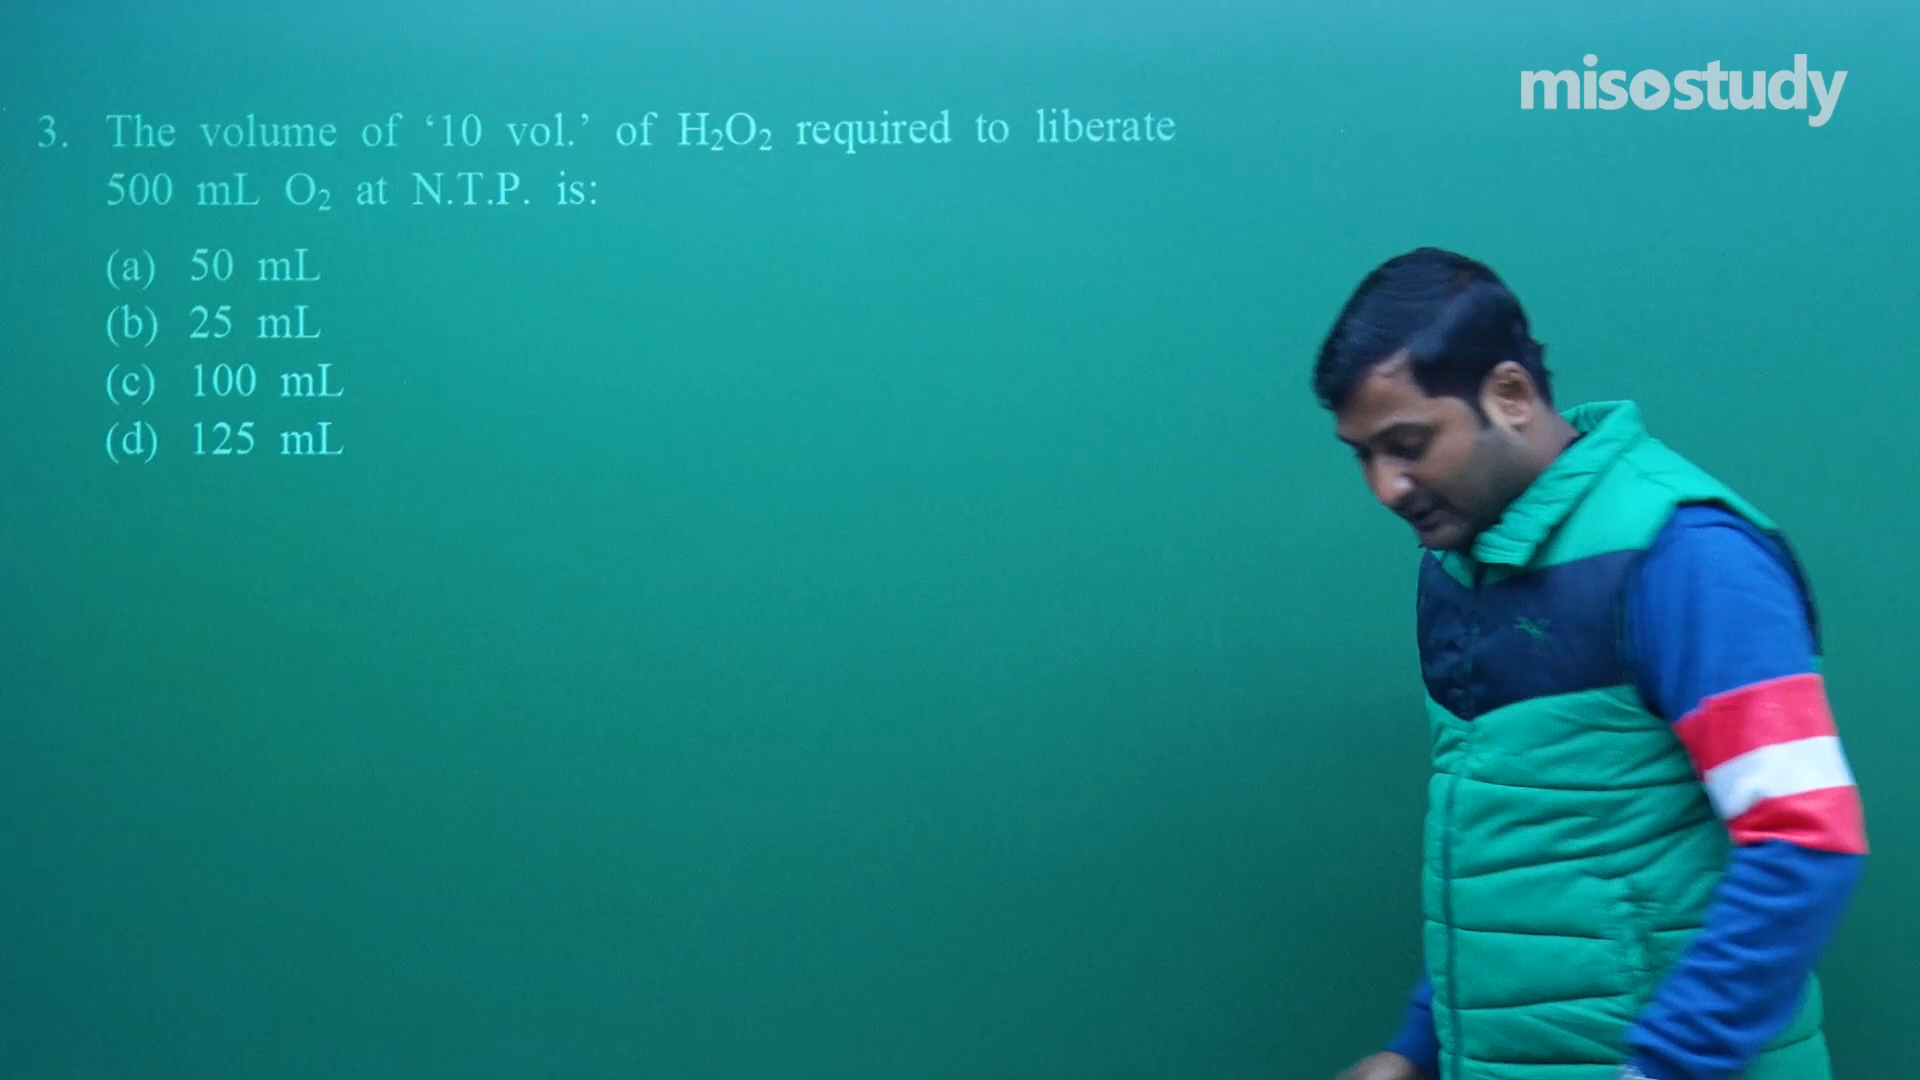 misostudy
3. The volume of ‘10 vol.’ of H₂O₂ required to liberate
500 mL O₂ at N.T.P. is:
(a) 50 mL
(b) 25 mL
(c) 100 mL
(d) 125 mL